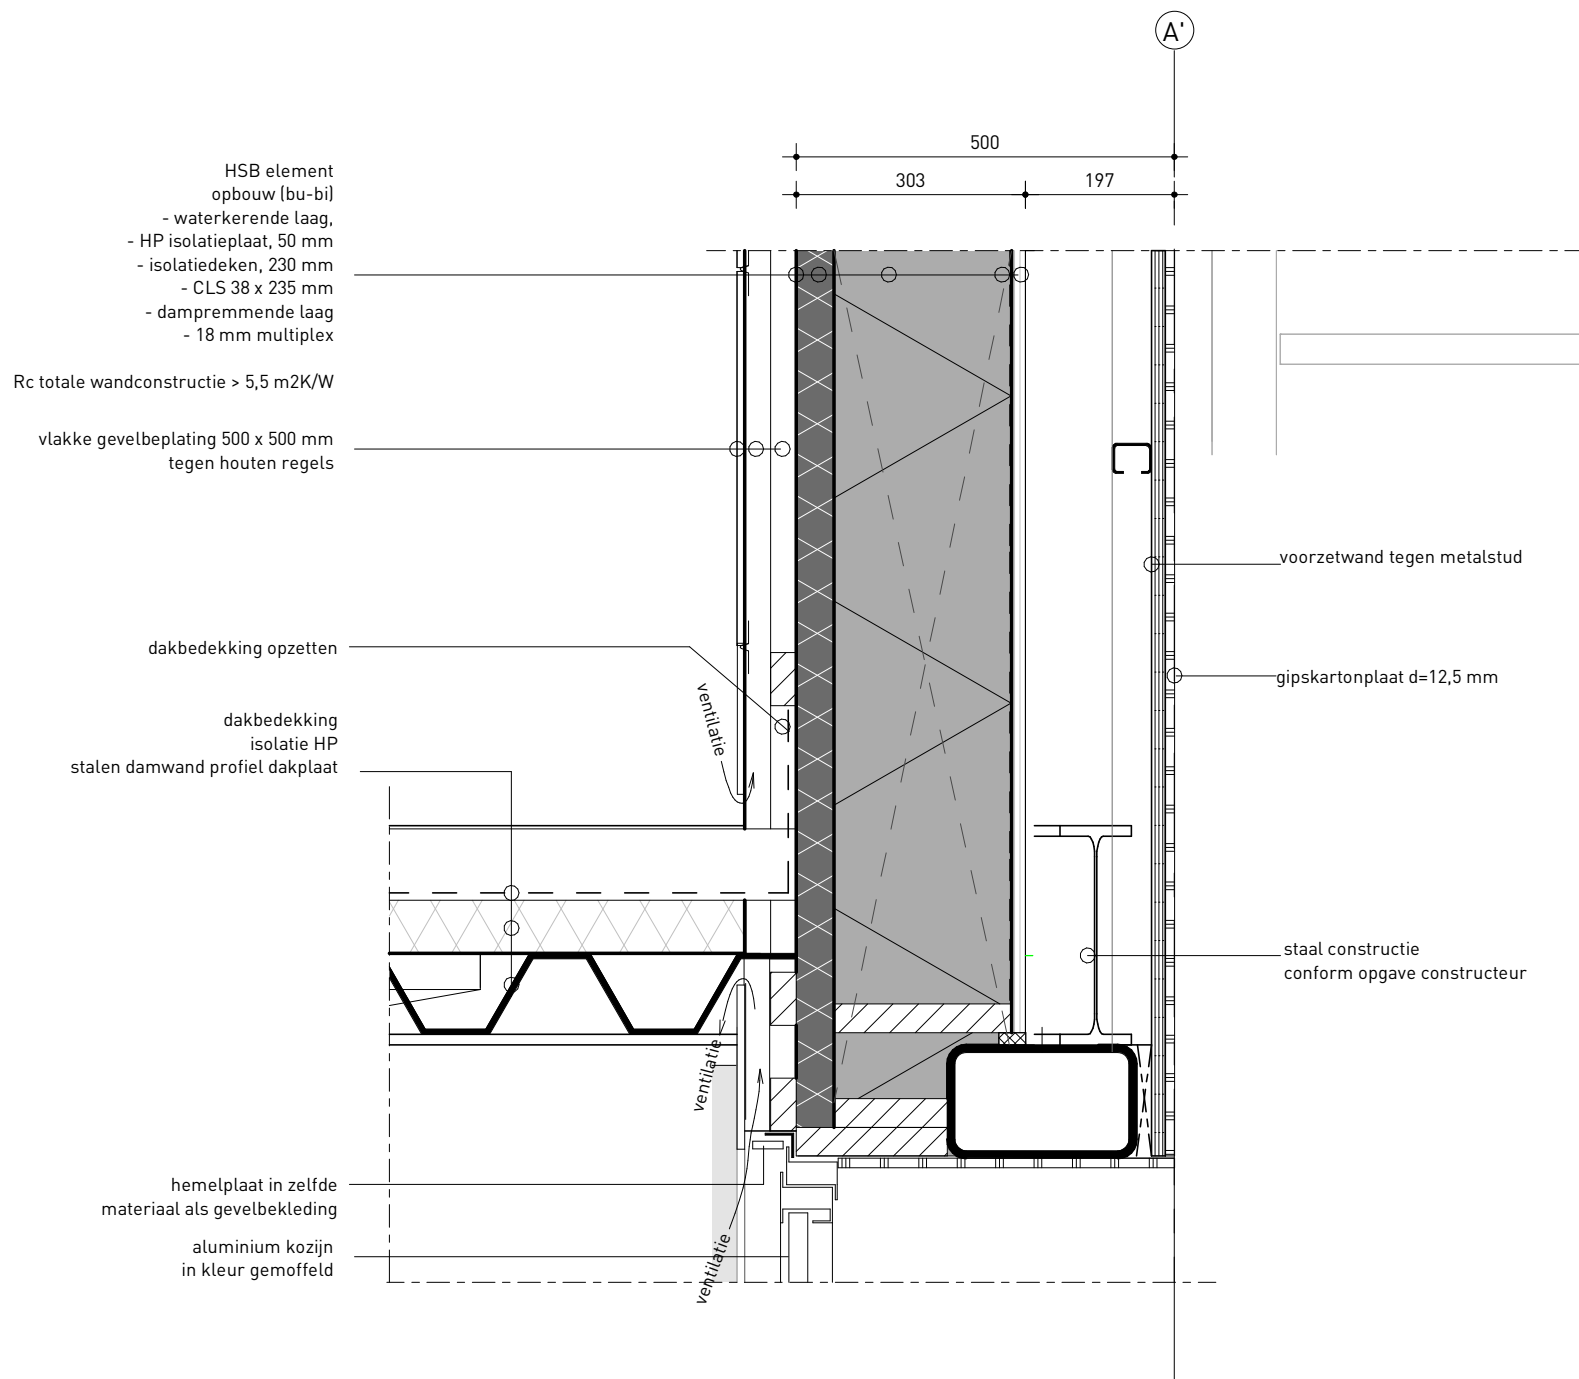 A'
500
303
197
HSB element
opbouw (bu-bi)
- waterkerende laag,
- HP isolatieplaat, 50 mm
- isolatiedeken, 230 mm
- CLS 38 x 235 mm
- dampremmende laag
- 18 mm multiplex
Rc totale wandconstructie > 5,5 m2K/W
vlakke gevelbeplating 500 x 500 mm
tegen houten regels
voorzetwand tegen metalstud
dakbedekking opzetten
gipskartonplaat d=12,5 mm
ventilatie
dakbedekking
isolatie HP
stalen damwand profiel dakplaat
staal constructie
conform opgave constructeur
ventilatie
hemelplaat in zelfde
materiaal als gevelbekleding
aluminium kozijn
in kleur gemoffeld
ventilatie